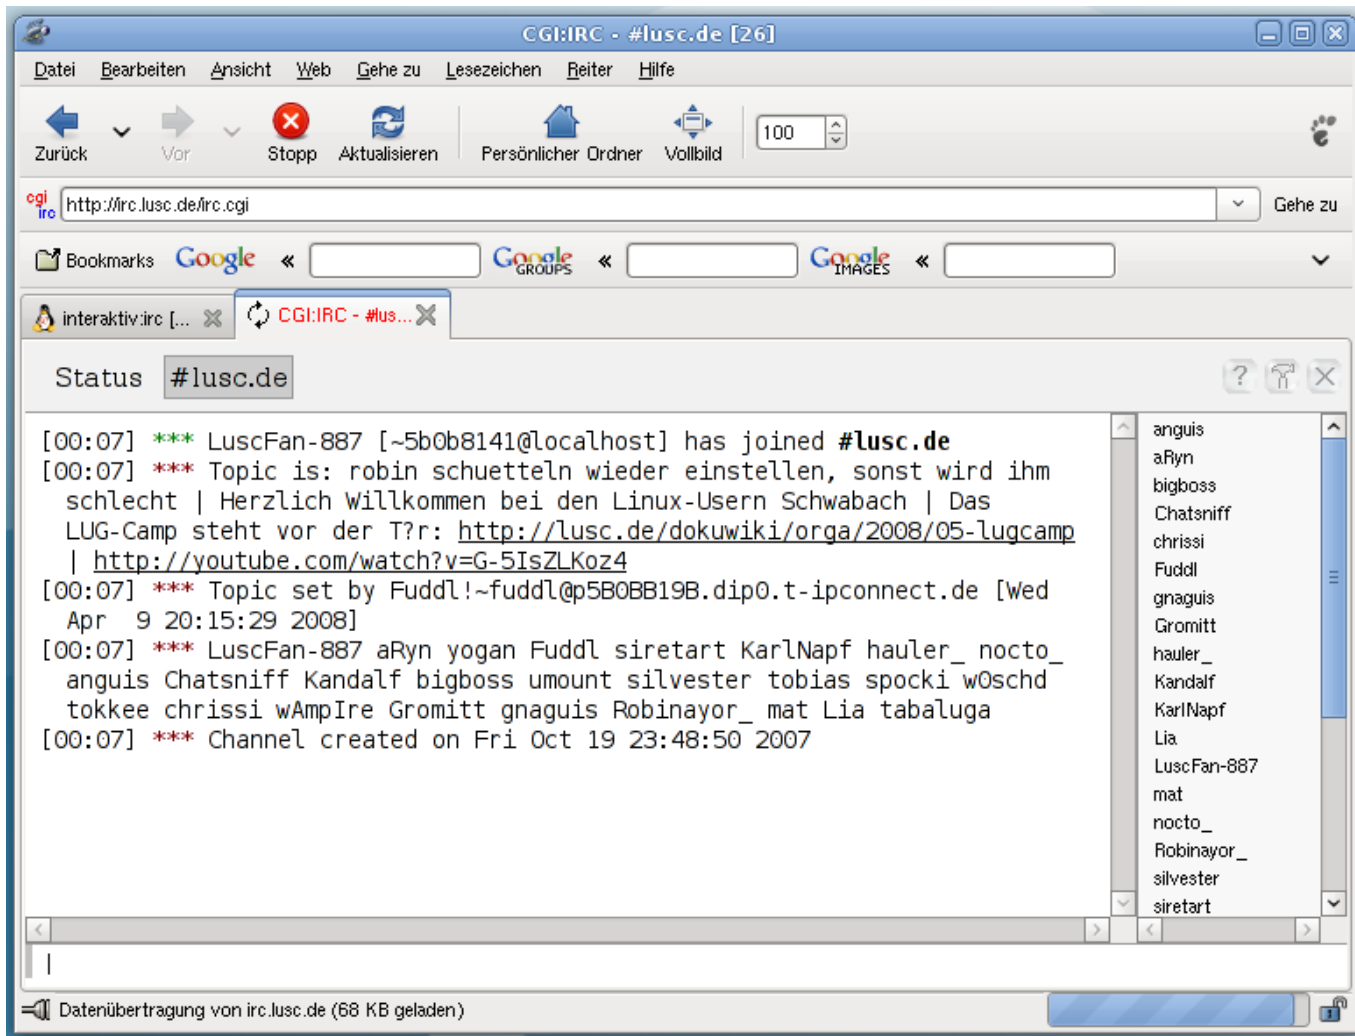 CGI:IRC - #lusc.de [26]
Datei Bearbeiten Ansicht Web Gehe zu Lesezeichen Reiter Hilfe
Zurück Vor Stopp Aktualisieren Persönlicher Ordner Vollbild 100
cgi irc http://irc.lusc.de/irc.cgi Gehe zu
Bookmarks Google « Google GROUPS « Google IMAGES «
interaktiv:irc [... CGI:IRC - #lus...
Status #lusc.de
[00:07] *** LuscFan-887 [~5b0b8141@localhost] has joined #lusc.de
[00:07] *** Topic is: robin schuetteln wieder einstellen, sonst wird ihm
schlecht | Herzlich Willkommen bei den Linux-Usern Schwabach | Das
LUG-Camp steht vor der T?r: http://lusc.de/dokuwiki/orga/2008/05-lugcamp
| http://youtube.com/watch?v=G-5IsZLKoz4
[00:07] *** Topic set by Fuddl!~fuddl@p5B0BB19B.dip0.t-ipconnect.de [Wed
Apr  9 20:15:29 2008]
[00:07] *** LuscFan-887 aRyn yogan Fuddl siretart KarlNapf hauler_ nocto_
anguis Chatsniff Kandalf bigboss umount silvester tobias spocki w0schd
tokkee chrissi wAmpIre Gromitt gnaguis Robinayor_ mat Lia tabaluga
[00:07] *** Channel created on Fri Oct 19 23:48:50 2007
anguis
aRyn
bigboss
Chatsniff
chrissi
Fuddl
gnaguis
Gromitt
hauler_
Kandalf
KarlNapf
Lia
LuscFan-887
mat
nocto_
Robinayor_
silvester
siretart
Datenübertragung von irc.lusc.de (68 KB geladen)